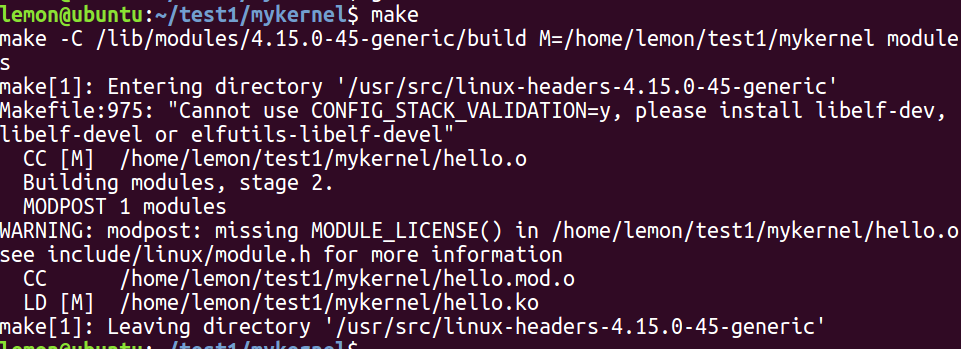 lemon@ubuntu:~/test1/mykernel$ make
make -C /lib/modules/4.15.0-45-generic/build M=/home/lemon/test1/mykernel module
s
make[1]: Entering directory '/usr/src/linux-headers-4.15.0-45-generic'
Makefile:975: "Cannot use CONFIG_STACK_VALIDATION=y, please install libelf-dev,
libelf-devel or elfutils-libelf-devel"
  CC [M]  /home/lemon/test1/mykernel/hello.o
  Building modules, stage 2.
  MODPOST 1 modules
WARNING: modpost: missing MODULE_LICENSE() in /home/lemon/test1/mykernel/hello.o
see include/linux/module.h for more information
  CC      /home/lemon/test1/mykernel/hello.mod.o
  LD [M]  /home/lemon/test1/mykernel/hello.ko
make[1]: Leaving directory '/usr/src/linux-headers-4.15.0-45-generic'
lemon@ubuntu:~/test1/mykernel$